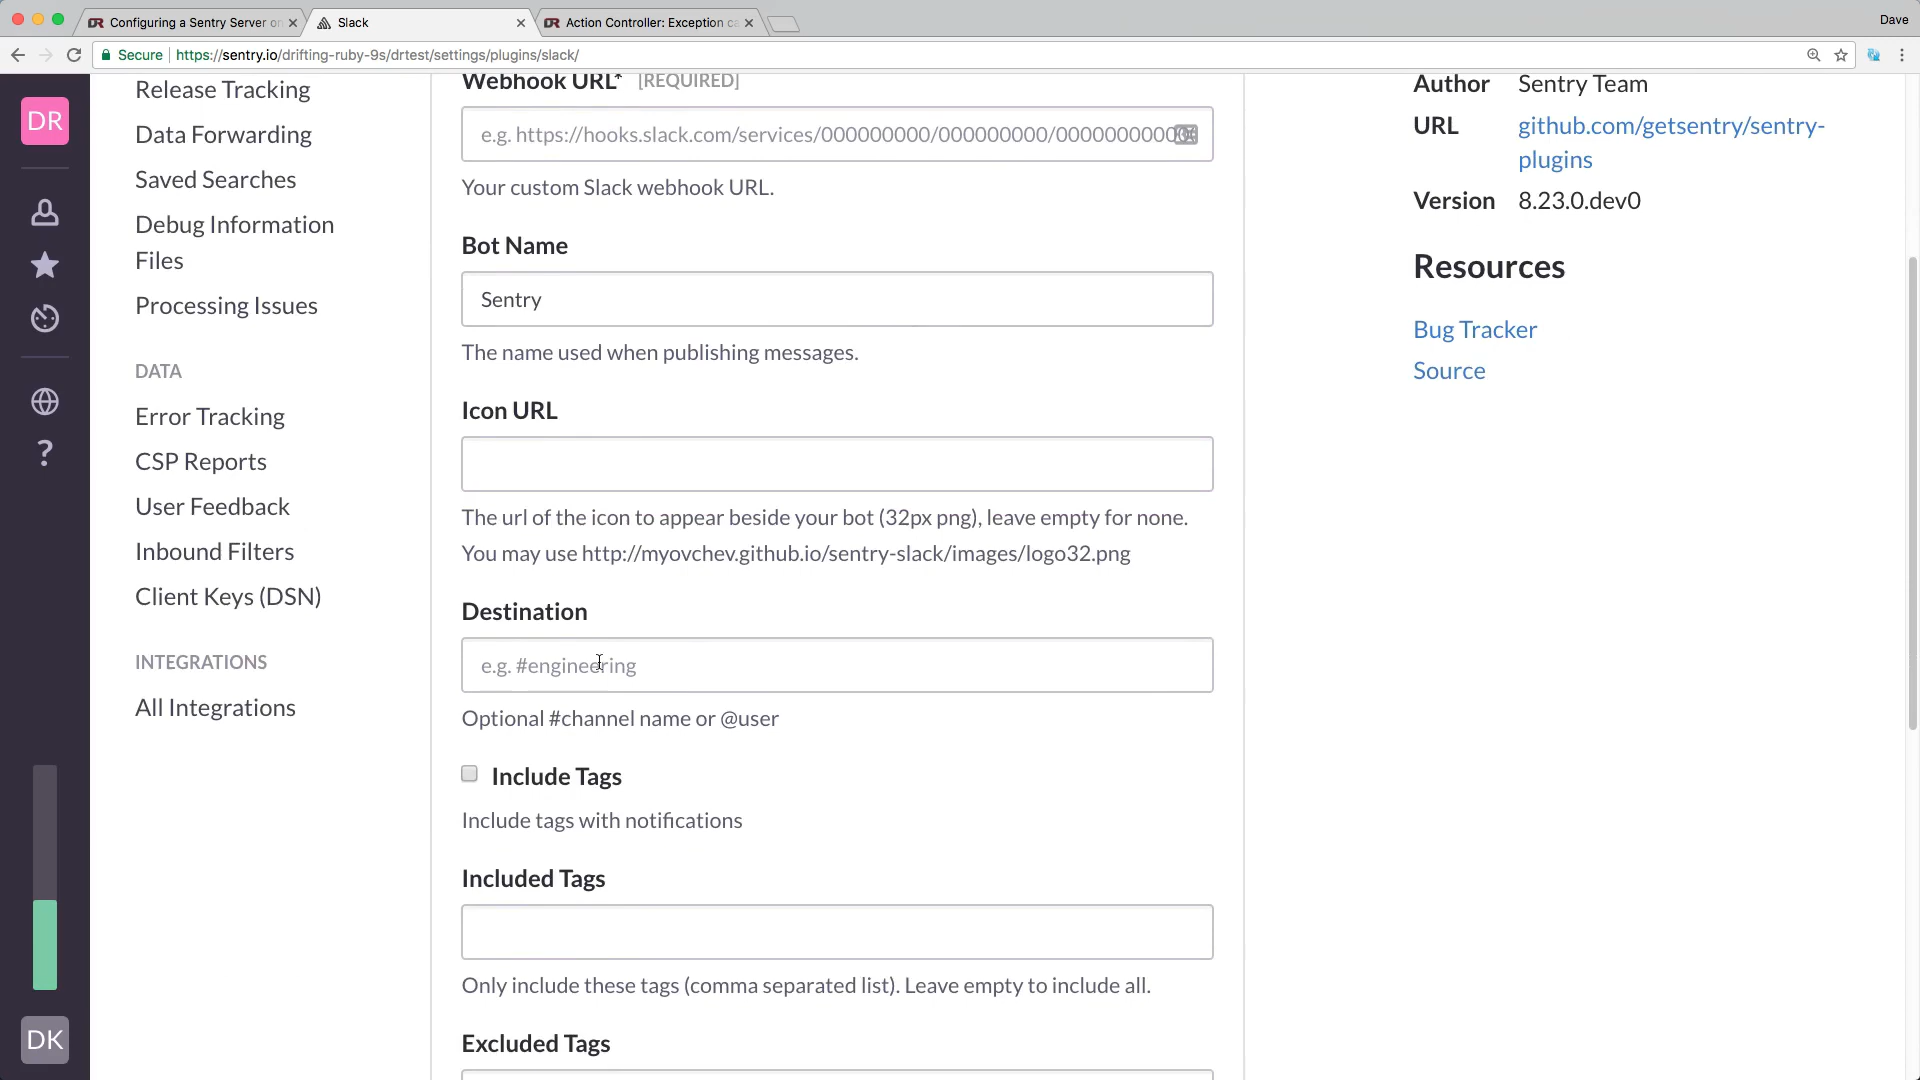 Configuring a Sentry Server on
Slack
Action Controller: Exception ca
Dave
Secure
https://sentry.io/drifting-ruby-9s/drtest/settings/plugins/slack/
DR
Release Tracking
Data Forwarding
Saved Searches
Debug Information
Files
Processing Issues
DATA
Error Tracking
CSP Reports
User Feedback
Inbound Filters
Client Keys (DSN)
INTEGRATIONS
All Integrations
?
DK
Webhook URL* [REQUIRED]
e.g. https://hooks.slack.com/services/000000000/000000000/0000000000
Your custom Slack webhook URL.
Bot Name
Sentry
The name used when publishing messages.
Icon URL
The url of the icon to appear beside your bot (32px png), leave empty for none.
You may use http://myovchev.github.io/sentry-slack/images/logo32.png
Destination
e.g. #engineering
Optional #channel name or @user
Include Tags
Include tags with notifications
Included Tags
Only include these tags (comma separated list). Leave empty to include all.
Excluded Tags
Author Sentry Team
URL github.com/getsentry/sentry-
plugins
Version 8.23.0.dev0
Resources
Bug Tracker
Source